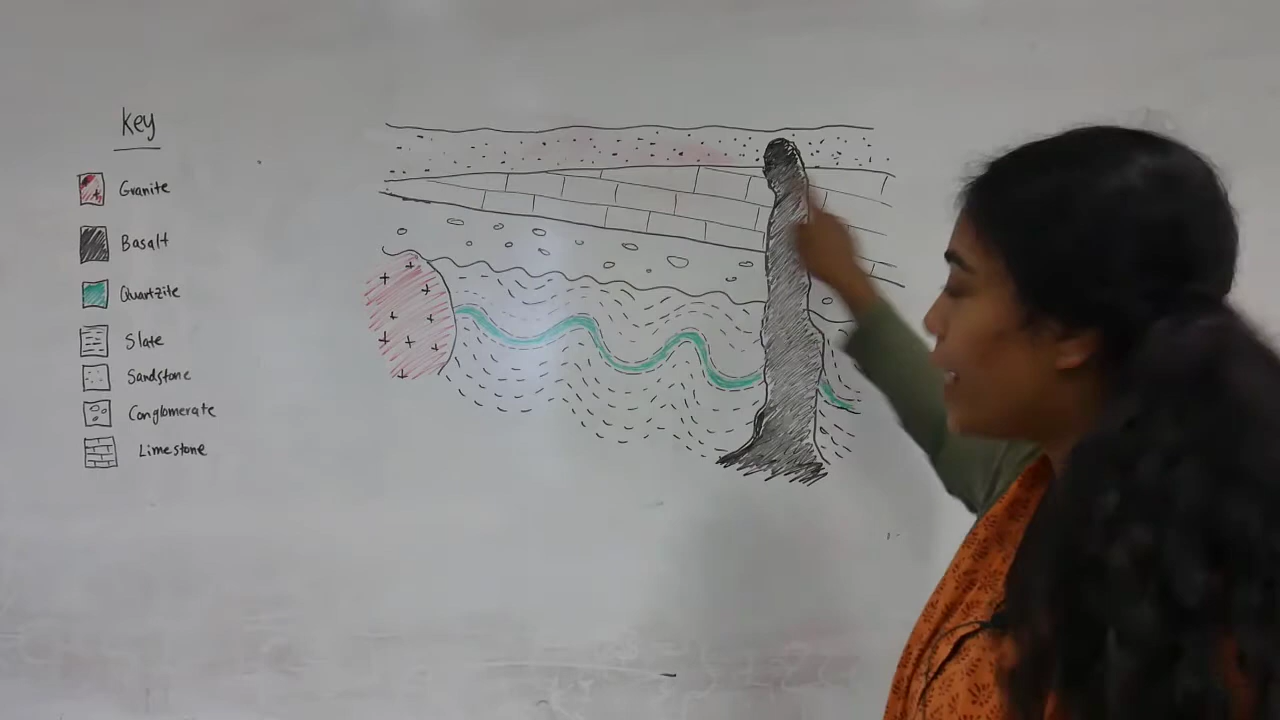 Key
Granite
Basalt
Quartzite
Slate
Sandstone
Conglomerate
Limestone